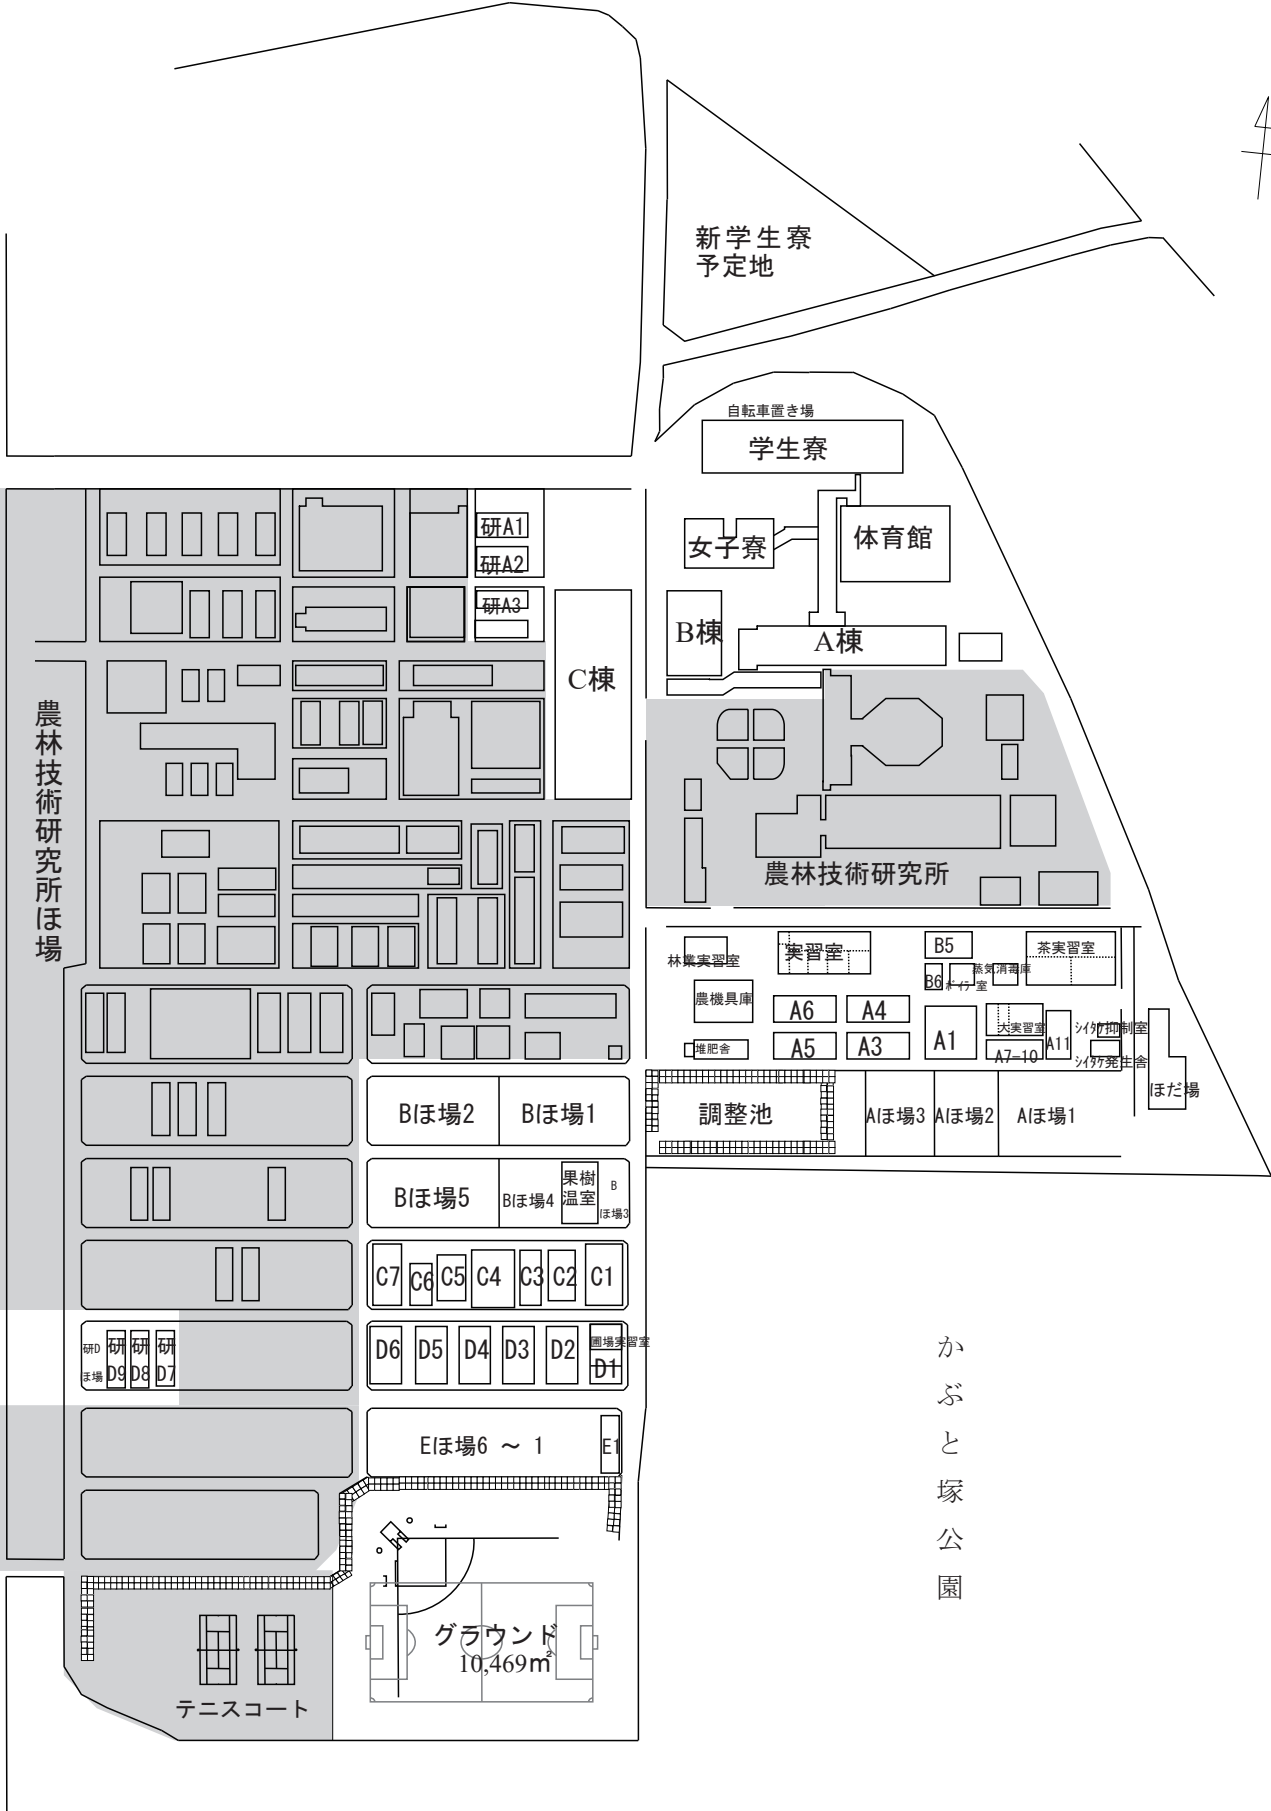 新学生寮
予定地
自転車置き場
学生寮
研A1
研A2
研A3
女子寮
体育館
B棟
A棟
C棟
農林技術研究所ほ場
農林技術研究所
林業実習室
実習室
B5
茶実習室
B6
ボイラー室
蒸気消毒庫
農機具庫
A6
A4
A1
大実習室
A11
シイタケ抑制室
堆肥舎
A5
A3
A7-10
シイタケ発生舎
ほだ場
Bほ場2
Bほ場1
調整池
Aほ場3
Aほ場2
Aほ場1
Bほ場5
Bほ場4
果樹
温室
B
ほ場3
C7
C6
C5
C4
C3
C2
C1
研D
ほ場
研
D9
研
D8
研
D7
D6
D5
D4
D3
D2
圃場実習室
D1
Eほ場6 ～ 1
E1
かぶと塚公園
グラウンド
10,469㎡
テニスコート